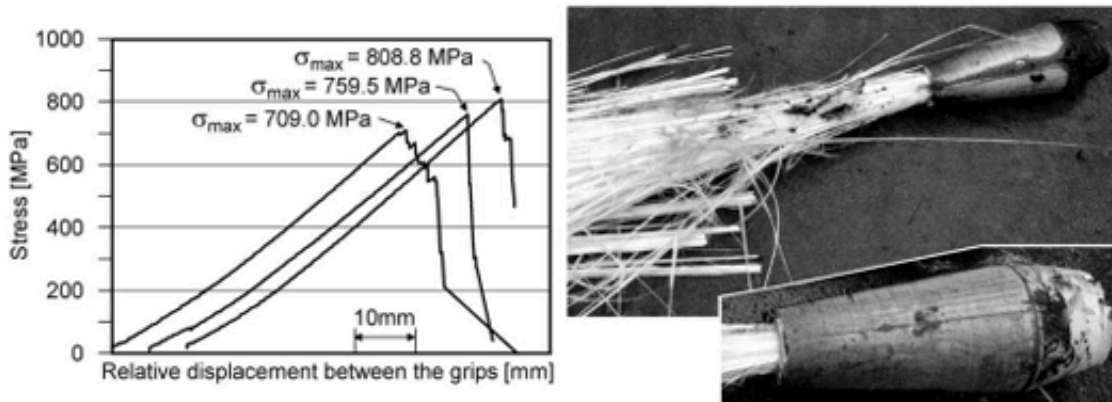 1000
800
600
400
200
0
Stress [MPa]
σmax = 808.8 MPa
σmax = 759.5 MPa
σmax = 709.0 MPa
10mm
Relative displacement between the grips [mm]